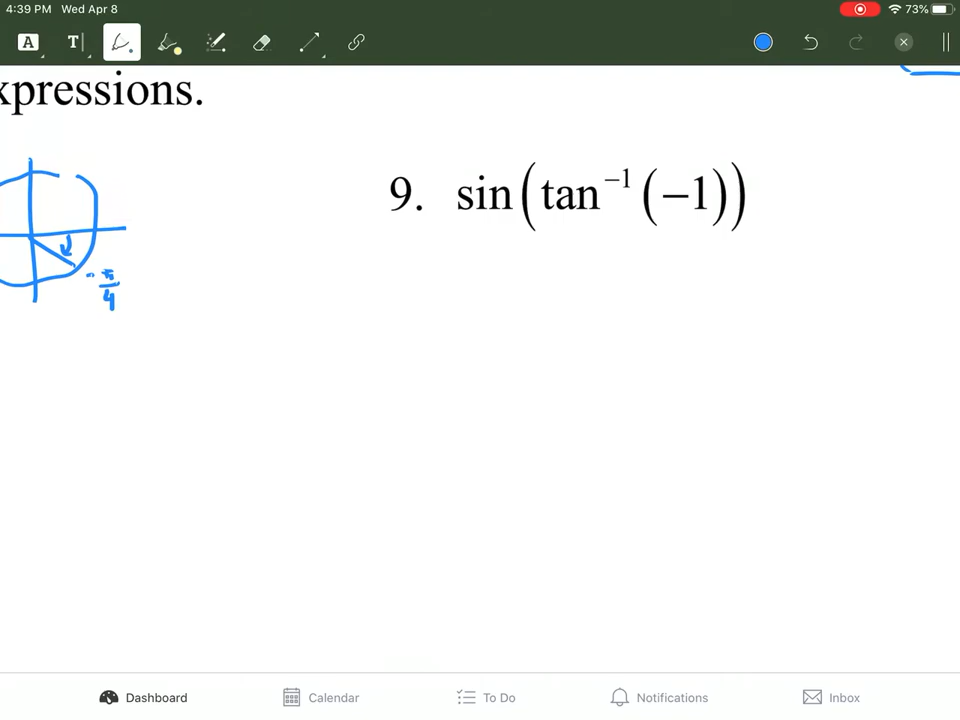 4:39 PM Wed Apr 8 73%
A T
xpressions.
9. sin(tan⁻¹(−1))
-π/4
Dashboard Calendar To Do Notifications Inbox